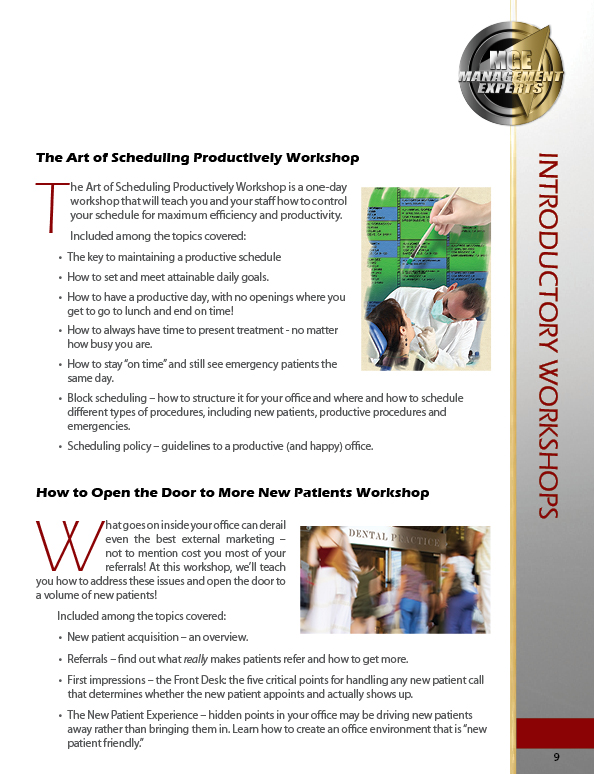 MGE
MANAGEMENT
EXPERTS
INTRODUCTORY WORKSHOPS
The Art of Scheduling Productively Workshop
The Art of Scheduling Productively Workshop is a one-day
workshop that will teach you and your staff how to control
your schedule for maximum efficiency and productivity.
Included among the topics covered:
• The key to maintaining a productive schedule
• How to set and meet attainable daily goals.
• How to have a productive day, with no openings where you
get to go to lunch and end on time!
• How to always have time to present treatment - no matter
how busy you are.
• How to stay “on time” and still see emergency patients the
same day.
• Block scheduling – how to structure it for your office and where and how to schedule
different types of procedures, including new patients, productive procedures and
emergencies.
• Scheduling policy – guidelines to a productive (and happy) office.
How to Open the Door to More New Patients Workshop
What goes on inside your office can derail
even the best external marketing –
not to mention cost you most of your
referrals! At this workshop, we’ll teach
you how to address these issues and open the door to
a volume of new patients!
DENTAL PRACTICE
Included among the topics covered:
• New patient acquisition – an overview.
• Referrals – find out what really makes patients refer and how to get more.
• First impressions – the Front Desk: the five critical points for handling any new patient call
that determines whether the new patient appoints and actually shows up.
• The New Patient Experience – hidden points in your office may be driving new patients
away rather than bringing them in. Learn how to create an office environment that is “new
patient friendly.”
9